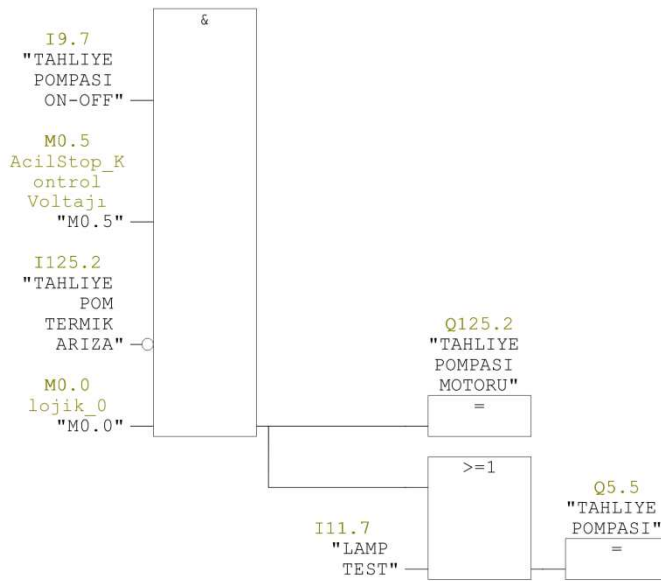 &
I9.7
"TAHLIYE
POMPASI
ON-OFF"
M0.5
AcilStop_K
ontrol
Voltajı
"M0.5"
I125.2
"TAHLIYE
POM
TERMIK
ARIZA"
M0.0
lojik_0
"M0.0"
Q125.2
"TAHLIYE
POMPASI
MOTORU"
=
>=1
I11.7
"LAMP
TEST"
Q5.5
"TAHLIYE
POMPASI"
=